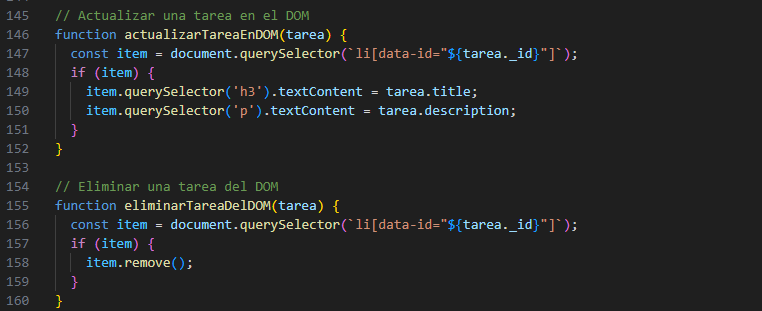 145 // Actualizar una tarea en el DOM
146 function actualizarTareaEnDOM(tarea) {
147   const item = document.querySelector(`li[data-id="${tarea._id}"]`);
148   if (item) {
149     item.querySelector('h3').textContent = tarea.title;
150     item.querySelector('p').textContent = tarea.description;
151   }
152 }
153
154 // Eliminar una tarea del DOM
155 function eliminarTareaDelDOM(tarea) {
156   const item = document.querySelector(`li[data-id="${tarea._id}"]`);
157   if (item) {
158     item.remove();
159   }
160 }